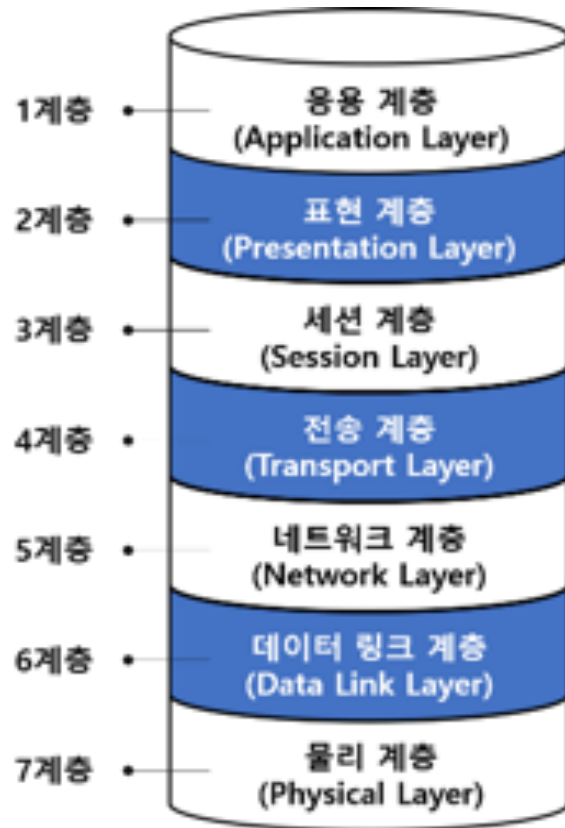 1계층
응용 계층
(Application Layer)
2계층
표현 계층
(Presentation Layer)
3계층
세션 계층
(Session Layer)
4계층
전송 계층
(Transport Layer)
5계층
네트워크 계층
(Network Layer)
6계층
데이터 링크 계층
(Data Link Layer)
7계층
물리 계층
(Physical Layer)